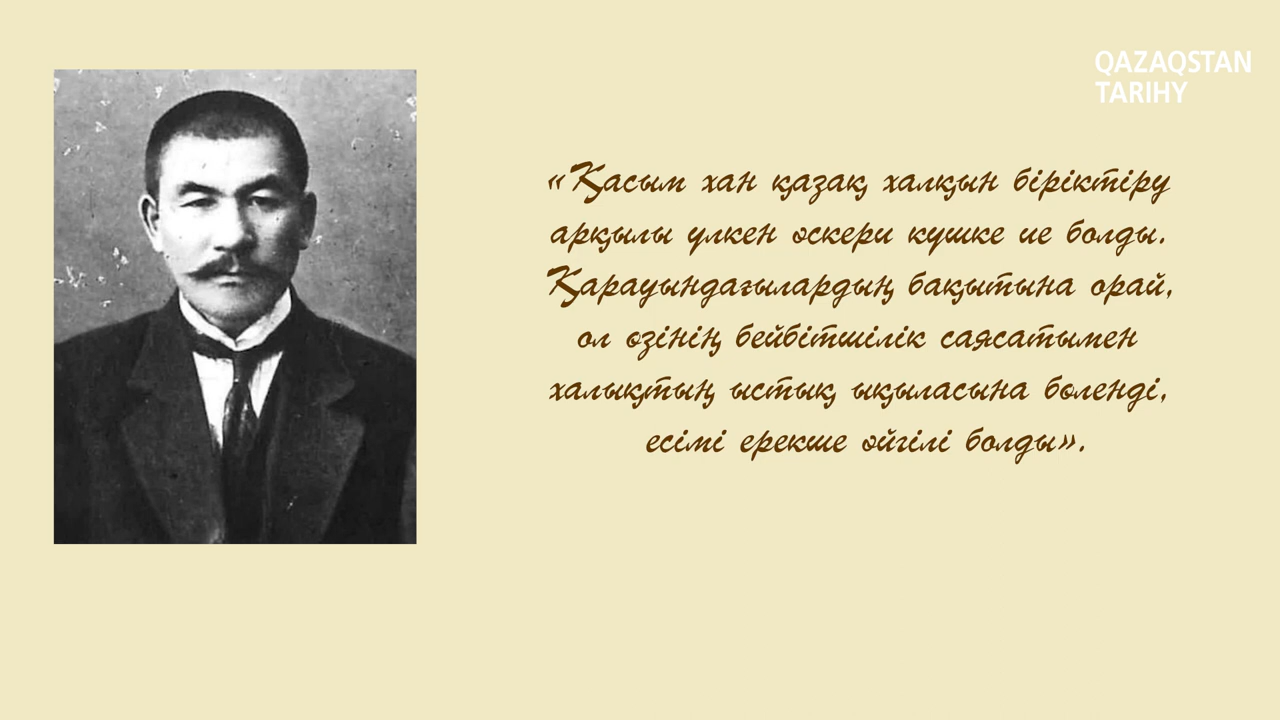 QAZAQSTAN
TARIHY
«Қасым хан қазақ халқын біріктіру
арқылы үлкен әскери күшке ие болды.
Қарауындағылардың бақытына орай,
ол өзінің бейбітшілік саясатымен
халықтың ыстық ықыласына бөленді,
есімі ерекше әйгілі болды».